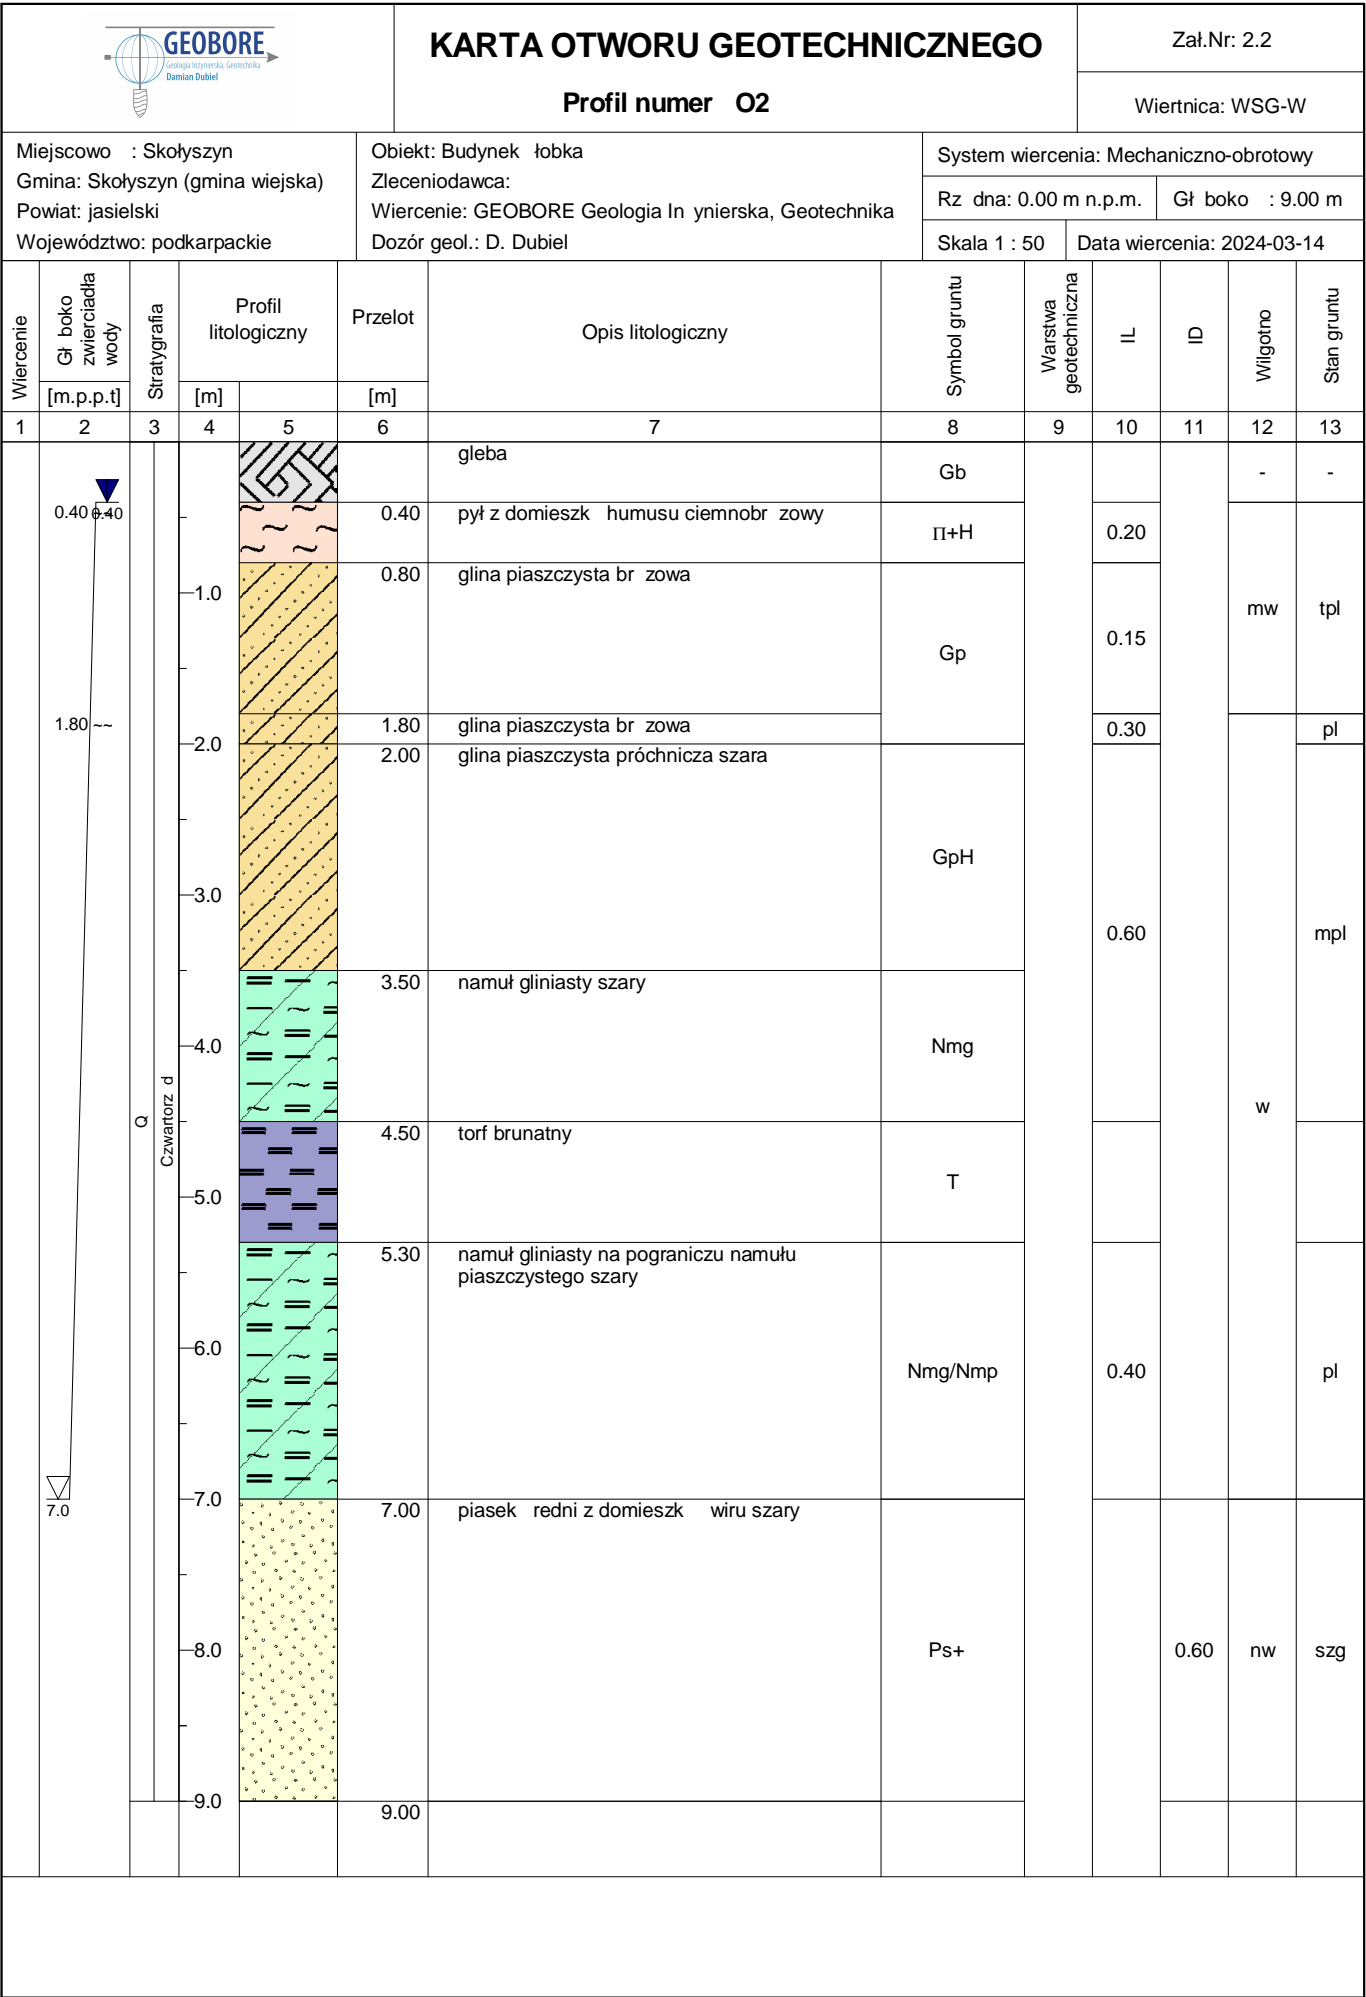 GEOBORE
Geologia Inżynierska, Geotechnika
Damian Dubiel
KARTA OTWORU GEOTECHNICZNEGO
Profil numer O2
Zał.Nr: 2.2
Wiertnica: WSG-W
Miejscowo : Skołyszyn
Gmina: Skołyszyn (gmina wiejska)
Powiat: jasielski
Województwo: podkarpackie
Obiekt: Budynek łobka
Zleceniodawca:
Wiercenie: GEOBORE Geologia In ynierska, Geotechnika
Dozór geol.: D. Dubiel
System wiercenia: Mechaniczno-obrotowy
Rz dna: 0.00 m n.p.m.
Gł boko : 9.00 m
Skala 1 : 50
Data wiercenia: 2024-03-14
Wiercenie
Gł boko
zwierciadła
wody
[m.p.p.t]
Stratygrafia
Profil
litologiczny
[m]
Przelot
[m]
Opis litologiczny
Symbol gruntu
Warstwa
geotechniczna
IL
ID
Wilgotno
Stan gruntu
1 2 3 4 5 6 7 8 9 10 11 12 13
gleba
Gb
- -
0.40 0.40
0.40 pył z domieszk humusu ciemnobr zowy
Π+H
0.20
0.80 glina piaszczysta br zowa
1.0
Gp
0.15
mw
tpl
1.80 ~~
1.80 glina piaszczysta br zowa
0.30
pl
2.0
2.00 glina piaszczysta próchnicza szara
GpH
3.0
0.60
mpl
3.50 namuł gliniasty szary
4.0
Nmg
Q
Czwartorz d
w
4.50 torf brunatny
T
5.0
5.30 namuł gliniasty na pograniczu namułu
piaszczystego szary
6.0
Nmg/Nmp
0.40
pl
7.0
7.0
7.00 piasek redni z domieszk wiru szary
8.0
Ps+
0.60
nw
szg
9.0
9.00